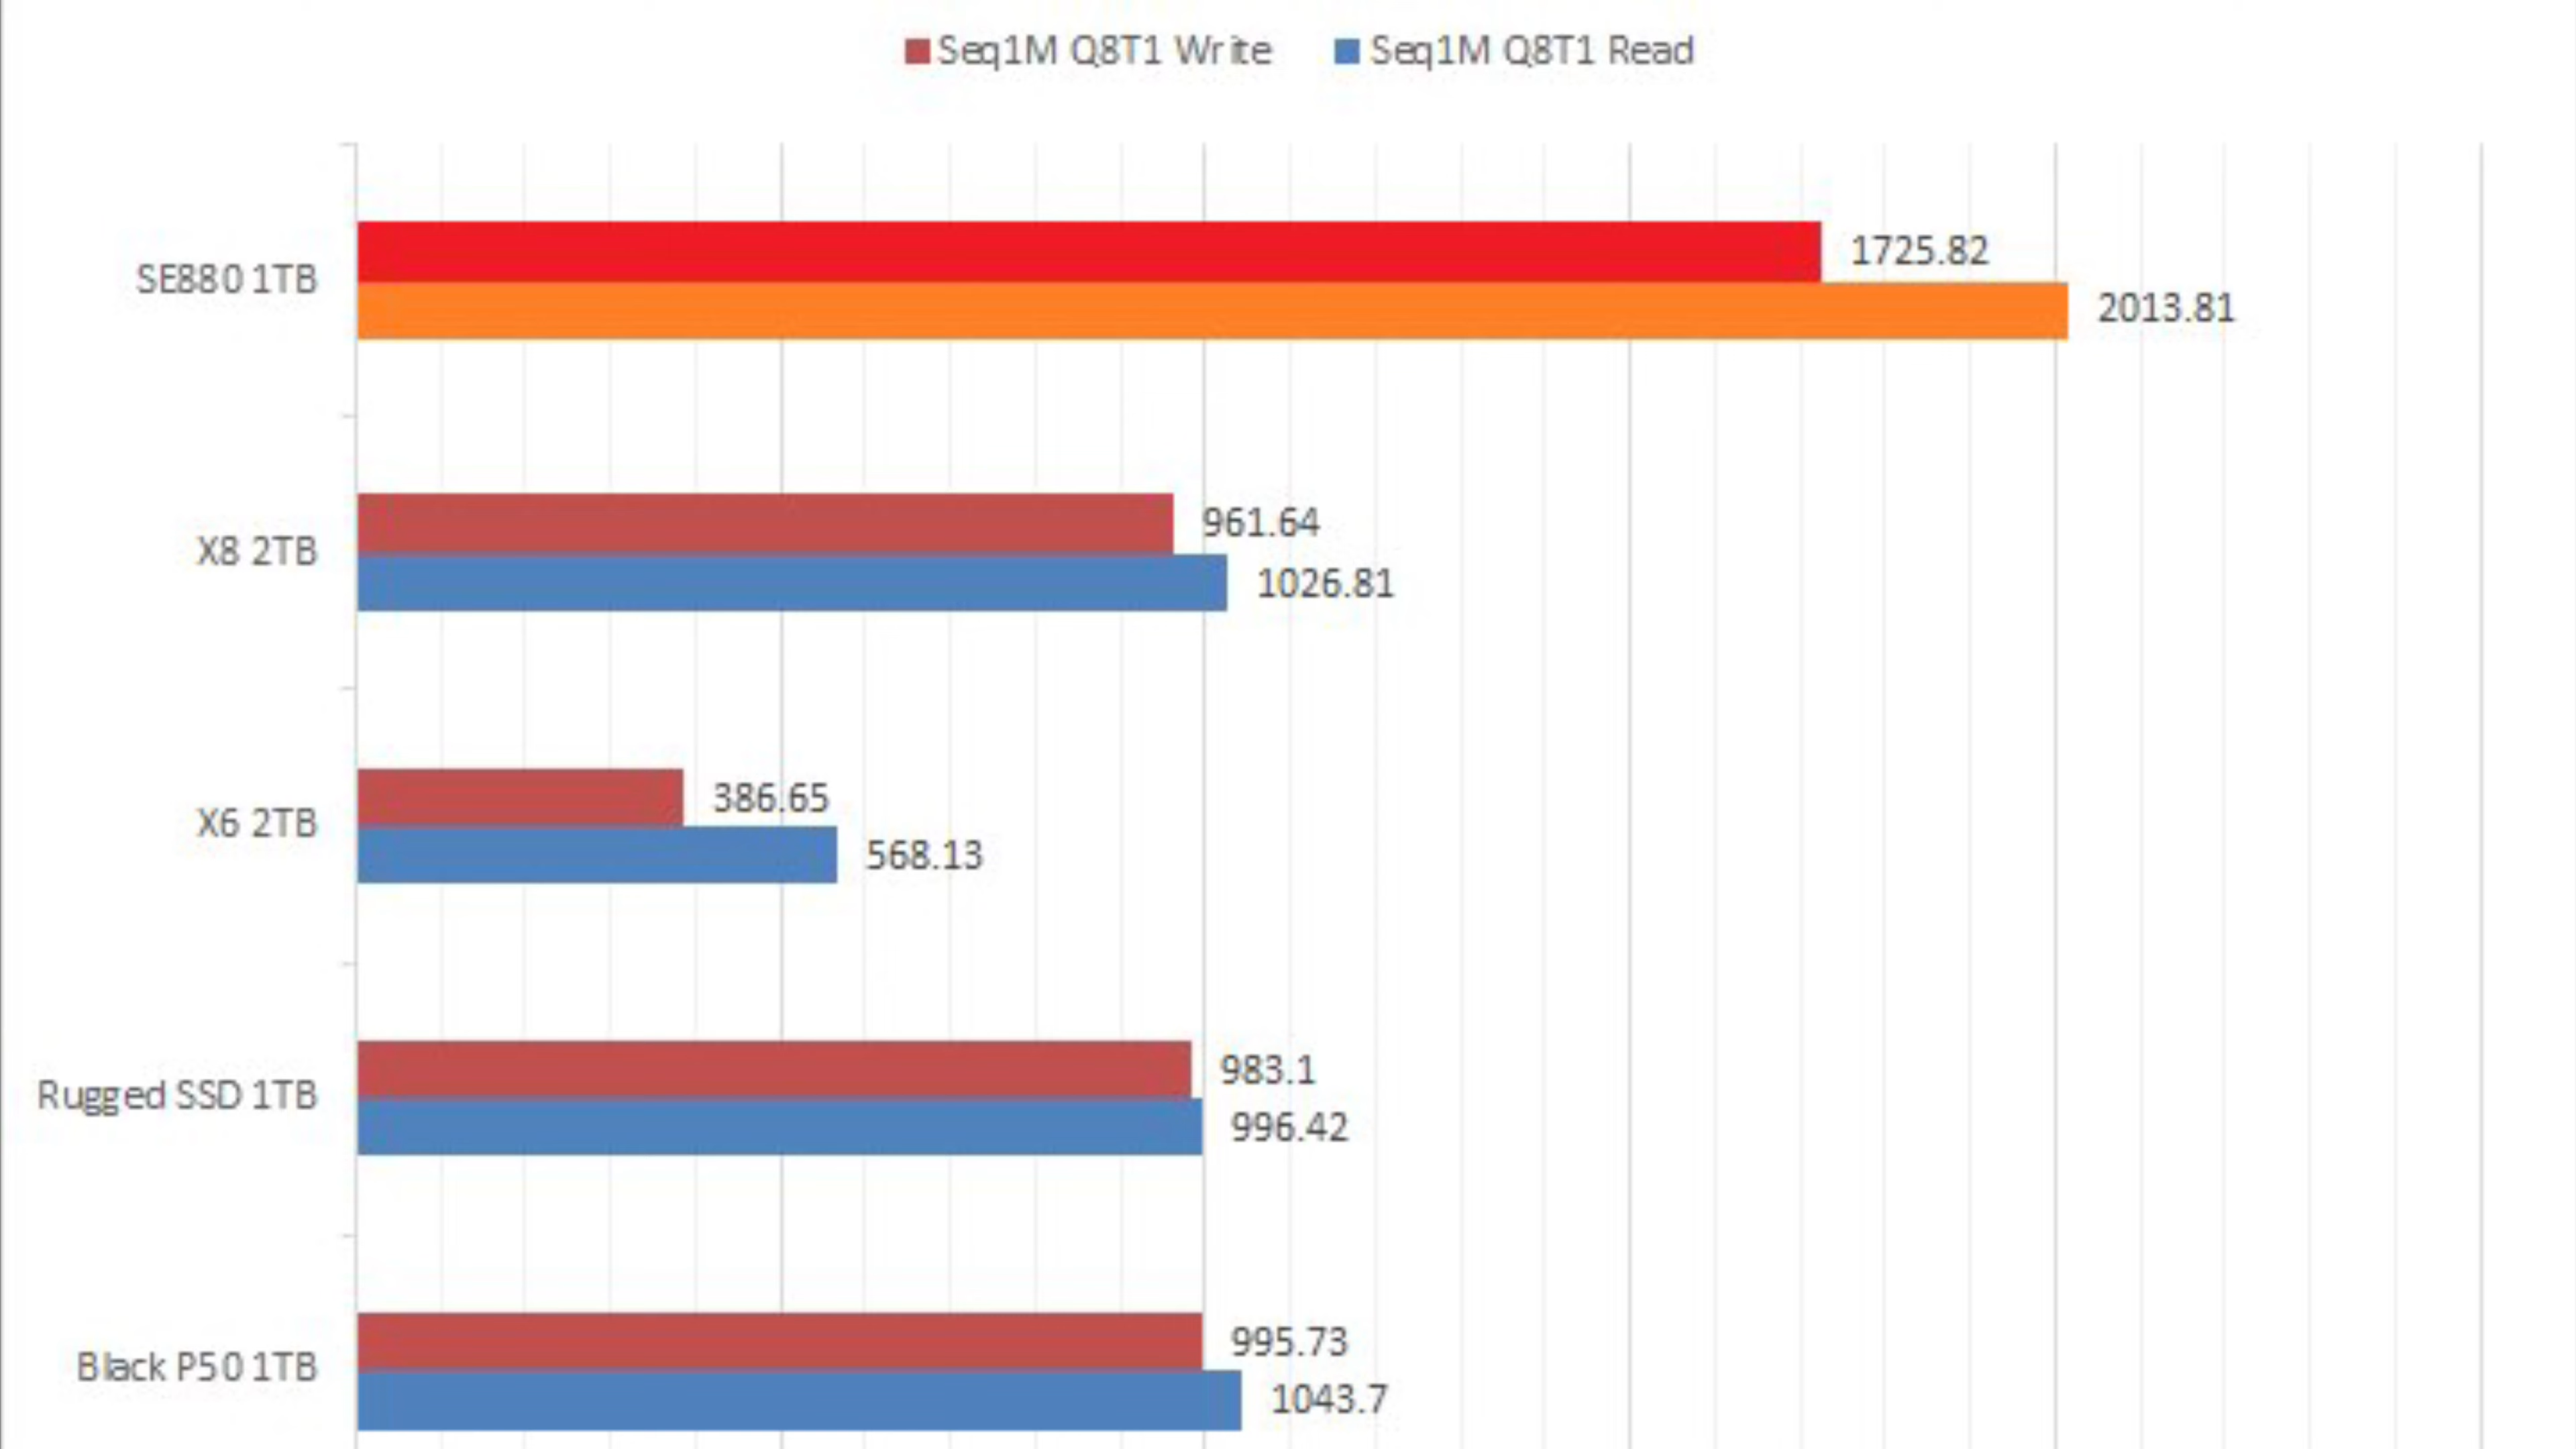 Seq1M Q8T1 Write Seq1M Q8T1 Read
SE880 1TB
1725.82
2013.81
X8 2TB
961.64
1026.81
X6 2TB
386.65
568.13
Rugged SSD 1TB
983.1
996.42
Black P50 1TB
995.73
1043.7